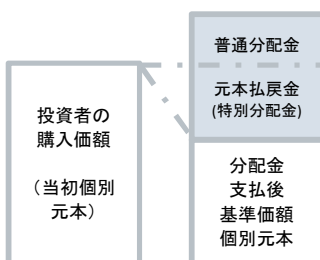 投資者の
購入価額
（当初個別
元本）
普通分配金
元本払戻金
(特別分配金)
分配金
支払後
基準価額
個別元本